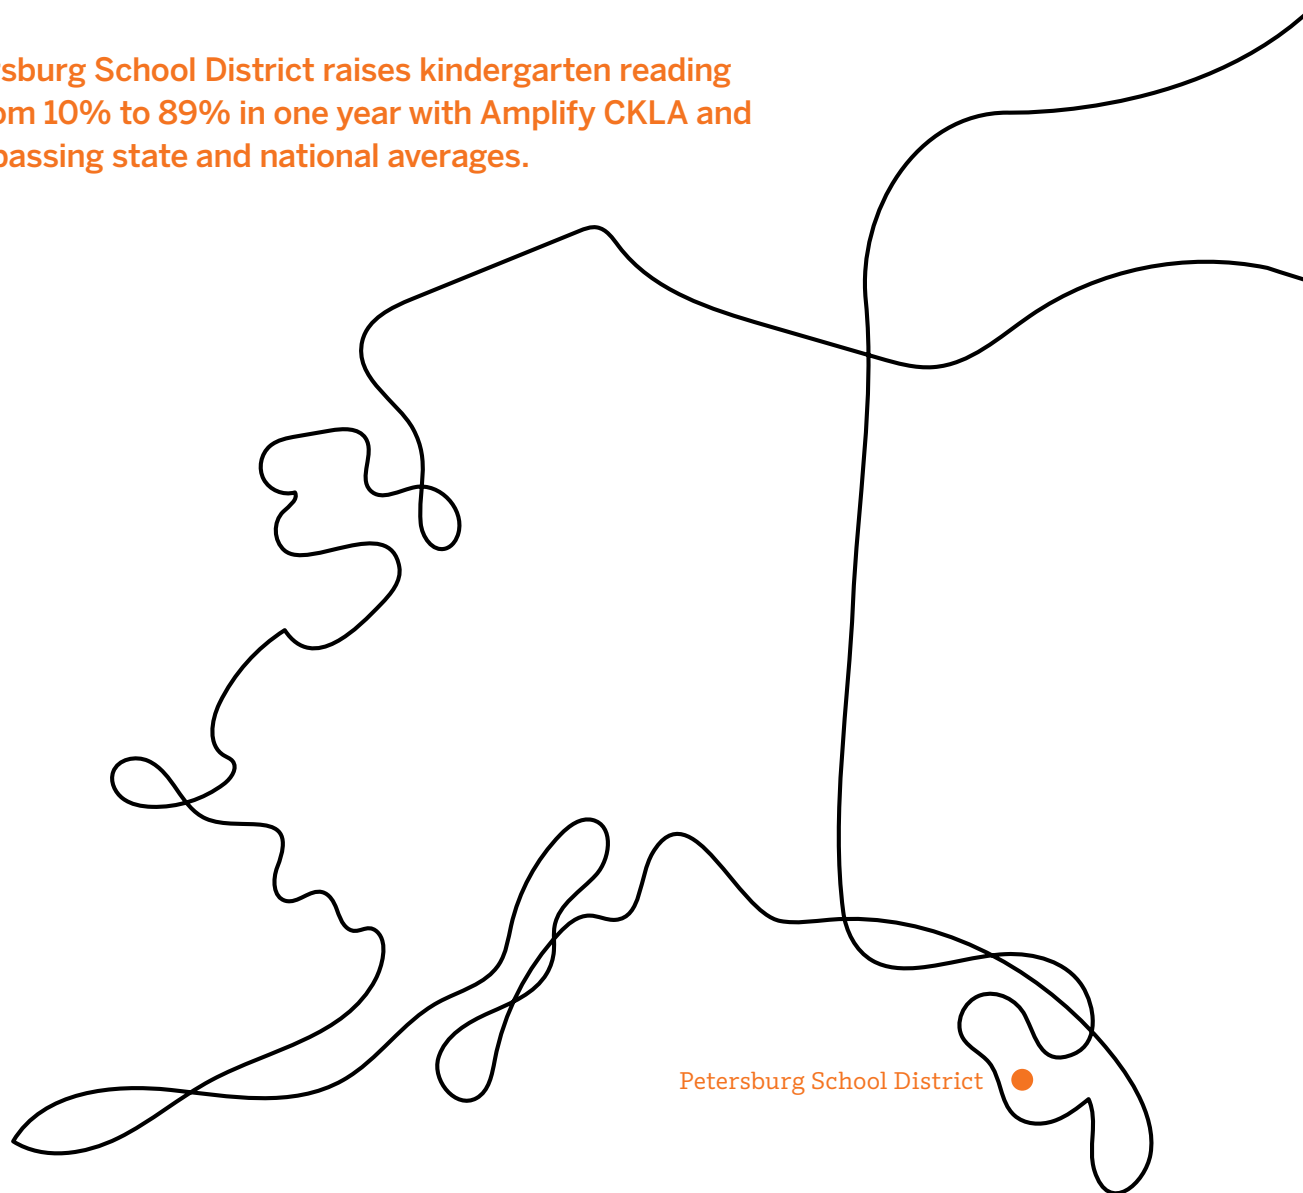 rsburg School District raises kindergarten reading
om 10% to 89% in one year with Amplify CKLA and
passing state and national averages.
Petersburg School District